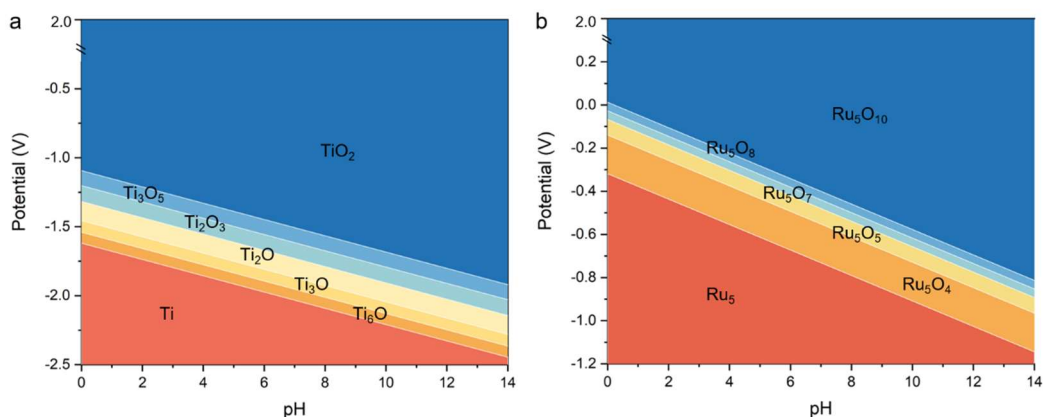 a
2.0
-0.5
-1.0
-1.5
-2.0
-2.5
Potential (V)
TiO₂
Ti₃O₅
Ti₂O₃
Ti₂O
Ti₃O
Ti₆O
Ti
0 2 4 6 8 10 12 14
pH
b
2.0
0.2
0.0
-0.2
-0.4
-0.6
-0.8
-1.0
-1.2
Potential (V)
Ru₅O₁₀
Ru₅O₈
Ru₅O₇
Ru₅O₅
Ru₅O₄
Ru₅
0 2 4 6 8 10 12 14
pH